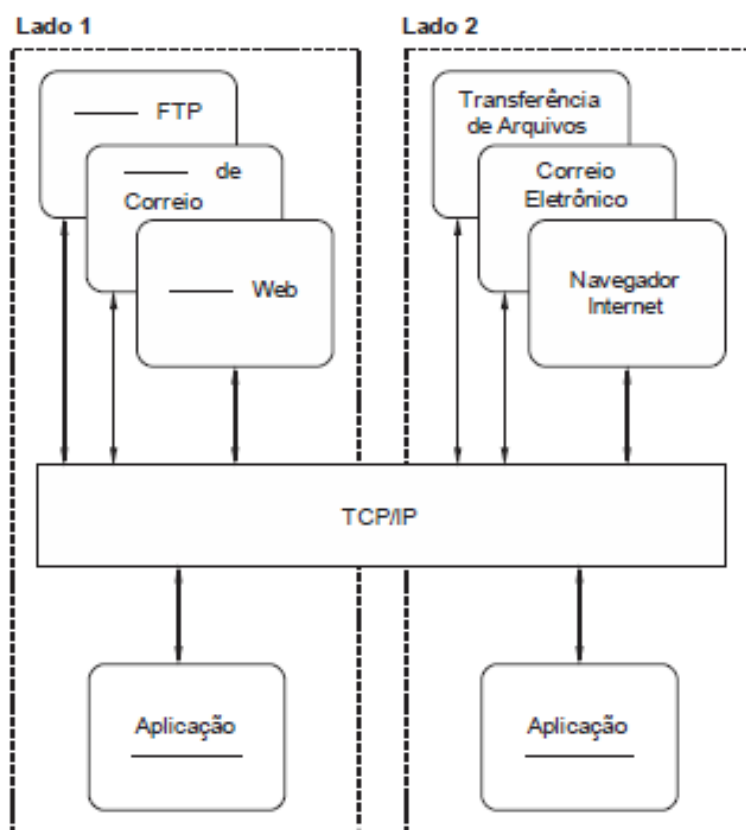 Lado 1
FTP
de
Correio
Web
Lado 2
Transferência
de Arquivos
Correio
Eletrônico
Navegador
Internet
TCP/IP
Aplicação
Aplicação